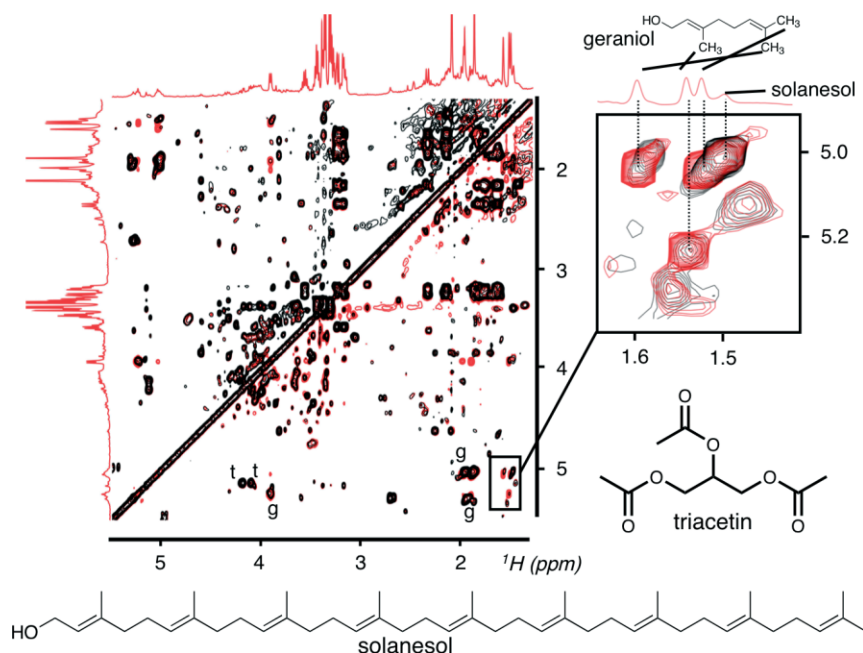 HO
CH3
CH3
CH3
geraniol
solanesol
5.0
5.2
1.6
1.5
2
3
4
5
t
t
g
g
g
5
4
3
2
1H (ppm)
O
O
O
O
O
O
triacetin
HO
solanesol